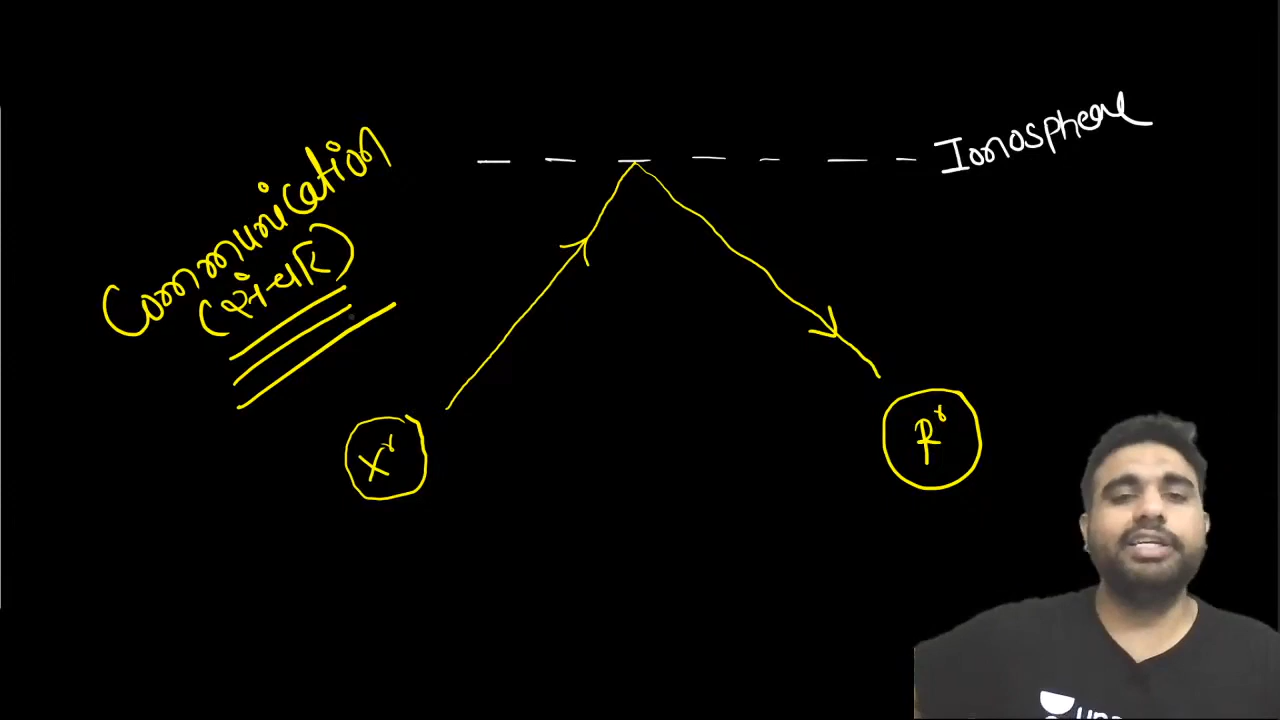 Ionosphere
Communication
(સંચાર)
Xʳ
Rʳ